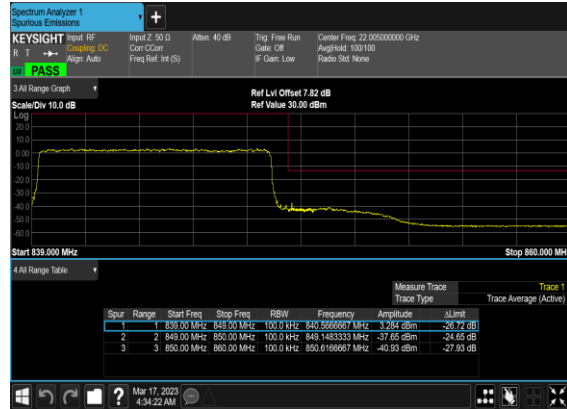 Spectrum Analyzer 1
Spurious Emissions
+
KEYSIGHT Input: RF Input Z: 50 Ω Atten: 40 dB Trig: Free Run Center Freq: 22.005000000 GHz
R T Coupling: DC Corr CCorr Gate: Off Avg|Hold: 100/100
Align: Auto Freq Ref: Int (S) IF Gain: Low Radio Std: None
PASS
3 All Range Graph
Ref Lvl Offset 7.82 dB
Scale/Div 10.0 dB Ref Value 30.00 dBm
Log
20.0
10.0
0.00
-10.0
-20.0
-30.0
-40.0
-50.0
-60.0
Start 839.000 MHz Stop 860.000 MH
4 All Range Table
Measure Trace Trace 1
Trace Type Trace Average (Active)
Spur Range Start Freq Stop Freq RBW Frequency Amplitude ΔLimit
1 1 839.00 MHz 849.00 MHz 100.0 kHz 840.5666667 MHz 3.284 dBm -26.72 dB
2 2 849.00 MHz 850.00 MHz 100.0 kHz 849.1483333 MHz -37.65 dBm -24.65 dB
3 3 850.00 MHz 860.00 MHz 100.0 kHz 850.6166667 MHz -40.93 dBm -27.93 dB
? Mar 17, 2023
4:34:22 AM